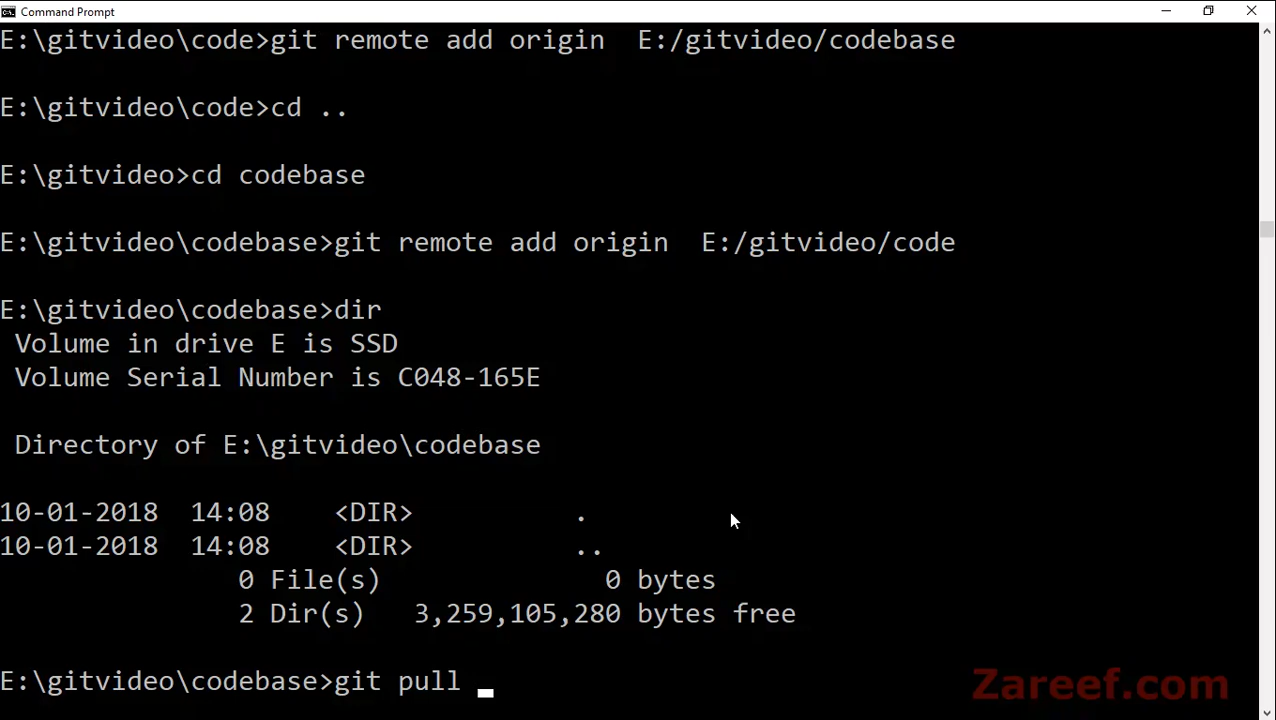 Command Prompt
E:\gitvideo\code>git remote add origin  E:/gitvideo/codebase
E:\gitvideo\code>cd ..
E:\gitvideo>cd codebase
E:\gitvideo\codebase>git remote add origin  E:/gitvideo/code
E:\gitvideo\codebase>dir
 Volume in drive E is SSD
 Volume Serial Number is C048-165E
 Directory of E:\gitvideo\codebase
10-01-2018  14:08    <DIR>          .
10-01-2018  14:08    <DIR>          ..
               0 File(s)              0 bytes
               2 Dir(s)   3,259,105,280 bytes free
E:\gitvideo\codebase>git pull _
Zareef.com